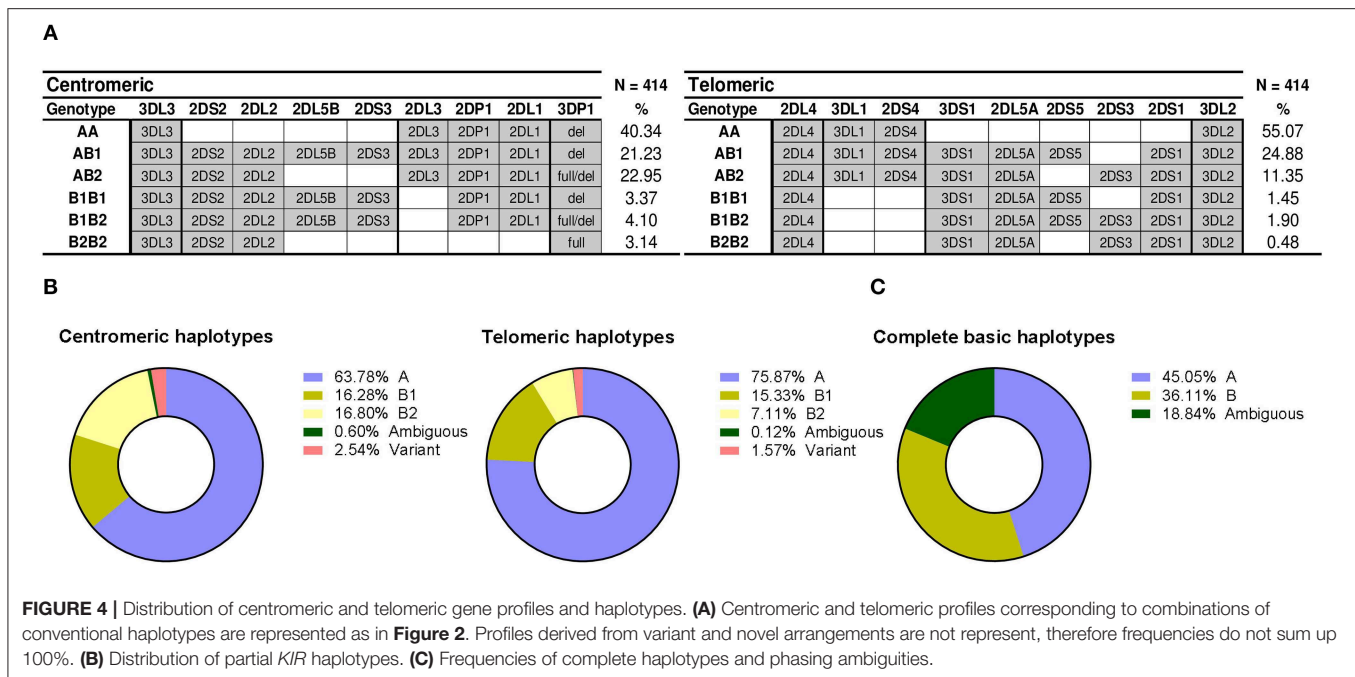 A
Centromeric N = 414
Genotype 3DL3 2DS2 2DL2 2DL5B 2DS3 2DL3 2DP1 2DL1 3DP1 %
AA 3DL3 2DL3 2DP1 2DL1 del 40.34
AB1 3DL3 2DS2 2DL2 2DL5B 2DS3 2DL3 2DP1 2DL1 del 21.23
AB2 3DL3 2DS2 2DL2 2DL3 2DP1 2DL1 full/del 22.95
B1B1 3DL3 2DS2 2DL2 2DL5B 2DS3 2DP1 2DL1 del 3.37
B1B2 3DL3 2DS2 2DL2 2DL5B 2DS3 2DP1 2DL1 full/del 4.10
B2B2 3DL3 2DS2 2DL2 full 3.14
Telomeric N = 414
Genotype 2DL4 3DL1 2DS4 3DS1 2DL5A 2DS5 2DS3 2DS1 3DL2 %
AA 2DL4 3DL1 2DS4 3DL2 55.07
AB1 2DL4 3DL1 2DS4 3DS1 2DL5A 2DS5 2DS1 3DL2 24.88
AB2 2DL4 3DL1 2DS4 3DS1 2DL5A 2DS3 2DS1 3DL2 11.35
B1B1 2DL4 3DS1 2DL5A 2DS5 2DS1 3DL2 1.45
B1B2 2DL4 3DS1 2DL5A 2DS5 2DS3 2DS1 3DL2 1.90
B2B2 2DL4 3DS1 2DL5A 2DS3 2DS1 3DL2 0.48
B
Centromeric haplotypes
63.78% A
16.28% B1
16.80% B2
0.60% Ambiguous
2.54% Variant
Telomeric haplotypes
75.87% A
15.33% B1
7.11% B2
0.12% Ambiguous
1.57% Variant
C
Complete basic haplotypes
45.05% A
36.11% B
18.84% Ambiguous
FIGURE 4 | Distribution of centromeric and telomeric gene profiles and haplotypes. (A) Centromeric and telomeric profiles corresponding to combinations of
conventional haplotypes are represented as in Figure 2. Profiles derived from variant and novel arrangements are not represent, therefore frequencies do not sum up
100%. (B) Distribution of partial KIR haplotypes. (C) Frequencies of complete haplotypes and phasing ambiguities.